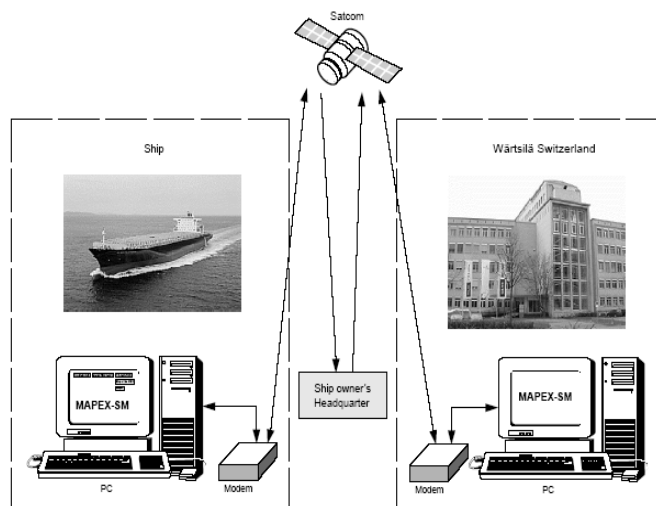 Satcom
Ship
Wärtsilä Switzerland
MAPEX-SM
Ship owner's
Headquarter
MAPEX-SM
PC
Modem
Modem
PC